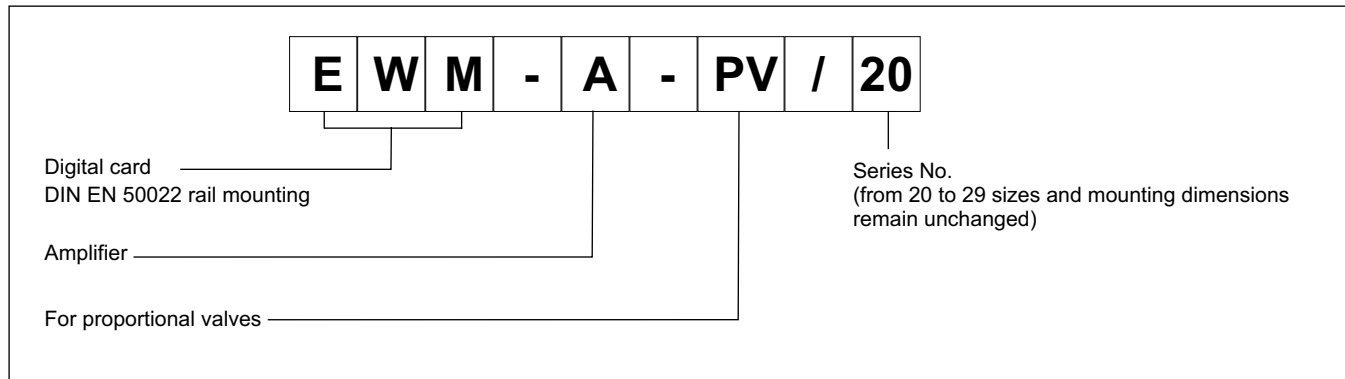 E W M - A - PV / 20
Digital card
DIN EN 50022 rail mounting
Series No.
(from 20 to 29 sizes and mounting dimensions
remain unchanged)
Amplifier
For proportional valves